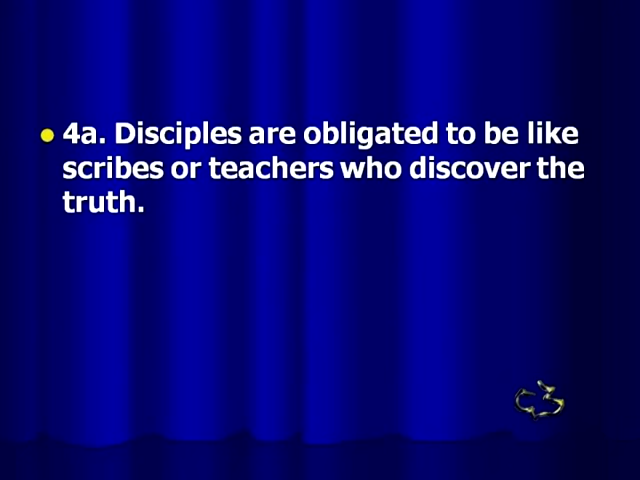 4a. Disciples are obligated to be like
scribes or teachers who discover the
truth.